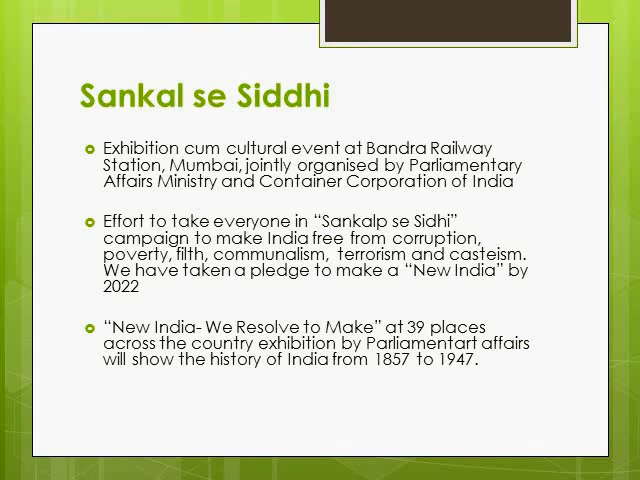 Sankal se Siddhi
Exhibition cum cultural event at Bandra Railway
Station, Mumbai, jointly organised by Parliamentary
Affairs Ministry and Container Corporation of India
Effort to take everyone in “Sankalp se Sidhi”
campaign to make India free from corruption,
poverty, filth, communalism, terrorism and casteism.
We have taken a pledge to make a “New India” by
2022
“New India- We Resolve to Make” at 39 places
across the country exhibition by Parliamentart affairs
will show the history of India from 1857 to 1947.